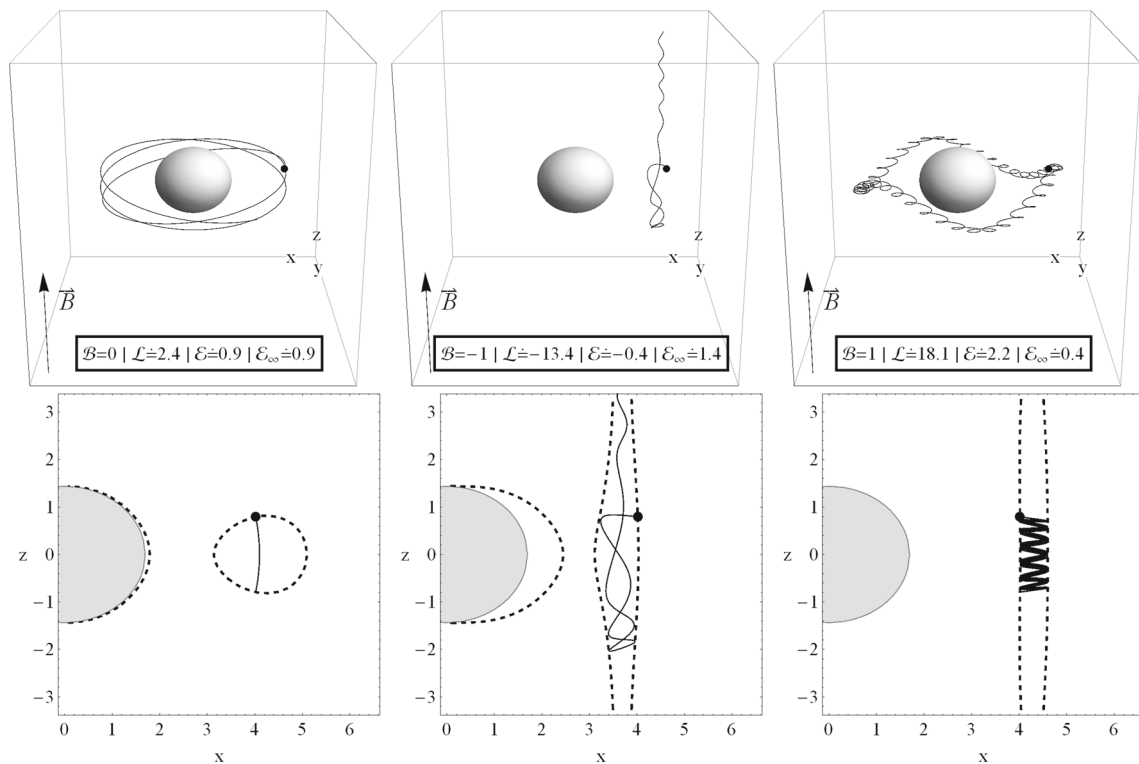 z
x
y
B⃗
ℬ=0 | ℒ≐2.4 | ℰ≐0.9 | ℰ∞≐0.9
z
x
y
B⃗
ℬ=−1 | ℒ≐−13.4 | ℰ≐−0.4 | ℰ∞≐1.4
z
x
y
B⃗
ℬ=1 | ℒ≐18.1 | ℰ≐2.2 | ℰ∞≐0.4
3
2
1
z 0
−1
−2
−3
0 1 2 3 4 5 6
x
3
2
1
z 0
−1
−2
−3
0 1 2 3 4 5 6
x
3
2
1
z 0
−1
−2
−3
0 1 2 3 4 5 6
x